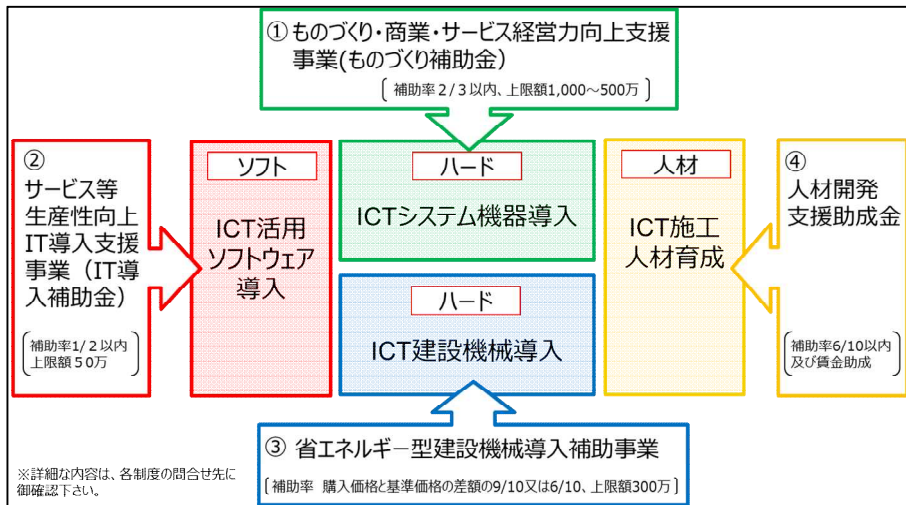 ① ものづくり・商業・サービス経営力向上支援
事業(ものづくり補助金)
補助率2/3以内、上限額1,000～500万
②
サービス等
生産性向上
IT導入支援
事業（IT導
入補助金）
補助率1/2以内
上限額50万
ソフト
ICT活用
ソフトウェア
導入
ハード
ICTシステム機器導入
ハード
ICT建設機械導入
人材
ICT施工
人材育成
④
人材開発
支援助成金
補助率6/10以内
及び賃金助成
③ 省エネルギー型建設機械導入補助事業
補助率 購入価格と基準価格の差額の9/10又は6/10、上限額300万
※詳細な内容は、各制度の問合せ先に
御確認下さい。